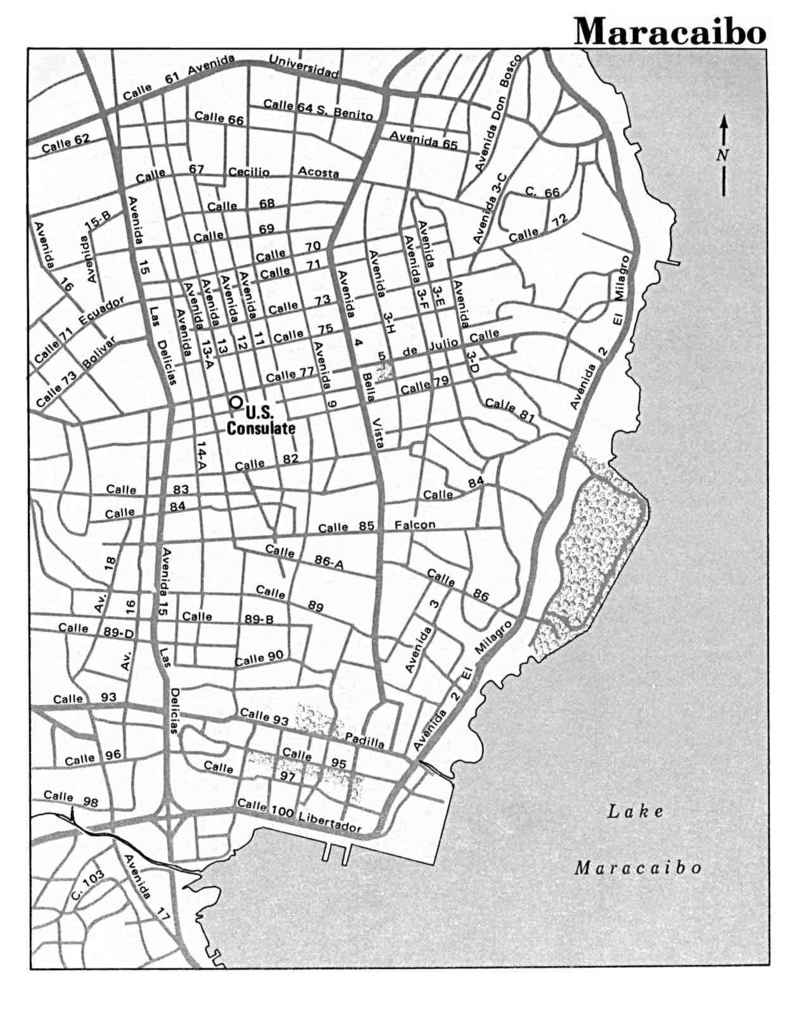 Maracaibo
Calle 61 Avenida Universidad
Calle 62
Calle 64 S. Benito
Calle 66
Avenida 65
Avenida Don Bosco
Calle 67 Cecilio Acosta
Avenida 3-C
C. 66
Calle 72
Calle 68
Calle 69
Calle 70
Calle 71
Avenida 15-B
Avenida 16
Avenida 15 Las Delicias
Calle 71 Ecuador
Calle 73 Bolivar
Avenida 13-A
Avenida 13
Avenida 12
Avenida 11
Calle 73
Calle 75
Calle 77
Avenida 9
Avenida 4 Bella Vista
Avenida 3-H
Avenida 3-F
Avenida 3-E
Avenida 3-D
5 de Julio Calle
Calle 79
Calle 81
Avenida 2 El Milagro
N
U.S.
Consulate
14-A
Calle 82
Calle 83
Calle 84
Calle 84
Calle 85 Falcon
Calle 86-A
Calle 86
Av. 18
Av. 16
Avenida 15 Las Delicias
Calle 89
Calle 89-B
Calle 89-D
Calle 90
Avenida 3
Avenida 2 El Milagro
Calle 93
Calle 93 Padilla
Calle 95
Calle 96
Calle 97
Calle 98
Calle 100 Libertador
C. 103
Avenida 17
Lake
Maracaibo